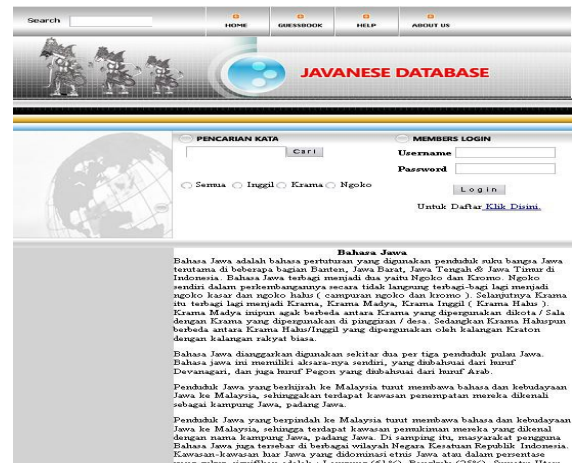 Search
HOME
GUESSBOOK
HELP
ABOUT US
JAVANESE DATABASE
PENCARIAN KATA
Cari
Semua Inggil Krama Ngoko
MEMBERS LOGIN
Username
Password
Login
Untuk Daftar Klik Disini.
Bahasa Jawa
Bahasa Jawa adalah bahasa pertuturan yang digunakan penduduk suku bangsa Jawa
terutama di beberapa bagian Banten, Jawa Barat, Jawa Tengah & Jawa Timur di
Indonesia. Bahasa Jawa terbagi menjadi dua yaitu Ngoko dan Kromo. Ngoko
sendiri dalam perkembangannya secara tidak langsung terbagi-bagi lagi menjadi
ngoko kasar dan ngoko halus ( campuran ngoko dan kromo ). Selanjutnya Krama
itu terbagi lagi menjadi Krama, Krama Madya, Krama Inggil ( Krama Halus ).
Krama Madya inipun agak berbeda antara Krama yang dipergunakan dikota / Sala
dengan Krama yang dipergunakan di pinggiran / desa. Sedangkan Krama Haluspun
berbeda antara Krama Halus/Inggil yang dipergunakan oleh kalangan Kraton
dengan kalangan rakyat biasa.
Bahasa Jawa dianggarkan digunakan sekitar dua per tiga penduduk pulau Jawa.
Bahasa jawa ini memiliki aksara-nya sendiri, yang diubahsuai dari huruf
Devanagari, dan juga huruf Pegon yang diubahsuai dari huruf Arab.
Penduduk Jawa yang berhijrah ke Malaysia turut membawa bahasa dan kebudayaan
Jawa ke Malaysia, sehinggakan terdapat kawasan penempatan mereka dikenali
sebagai kampung Jawa, padang Jawa.
Penduduk Jawa yang berpindah ke Malaysia turut membawa bahasa dan kebudayaan
Jawa ke Malaysia, sehingga terdapat kawasan pemukiman mereka yang dikenal
dengan nama kampung Jawa, padang Jawa. Di samping itu, masyarakat pengguna
Bahasa Jawa juga tersebar di berbagai wilayah Negara Kesatuan Republik Indonesia.
Kawasan-kawasan luar Jawa yang didominasi etnis Jawa atau dalam persentase